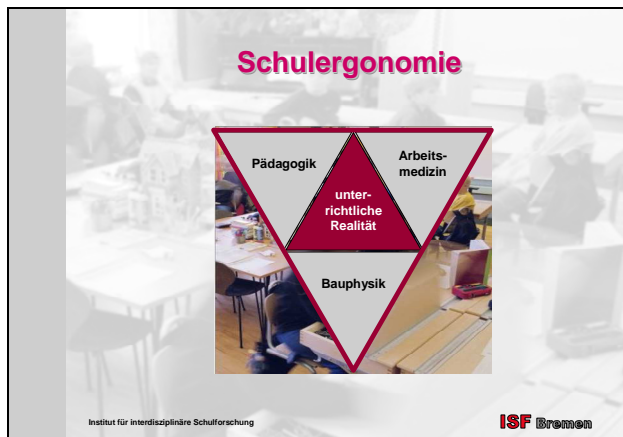 Schulergonomie
Pädagogik
Arbeits-
medizin
unter-
richtliche
Realität
Bauphysik
Institut für interdisziplinäre Schulforschung
ISF Bremen